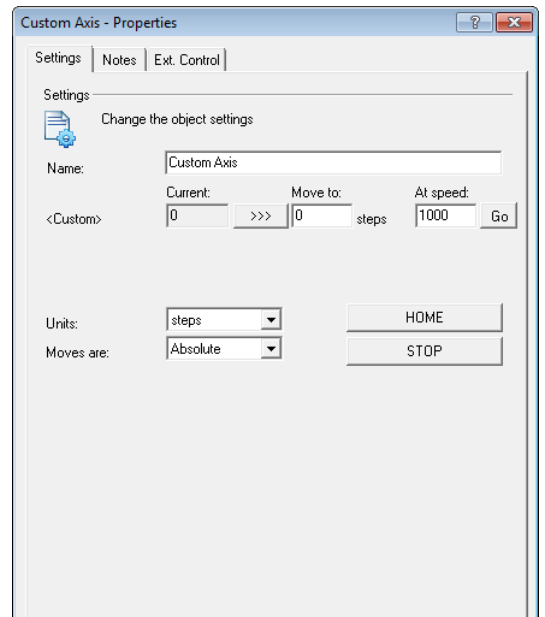 Custom Axis - Properties
?
Settings Notes Ext. Control
Settings
Change the object settings
Name: Custom Axis
Current: Move to: At speed:
<Custom> 0 >>> 0 steps 1000 Go
Units: steps HOME
Moves are: Absolute STOP